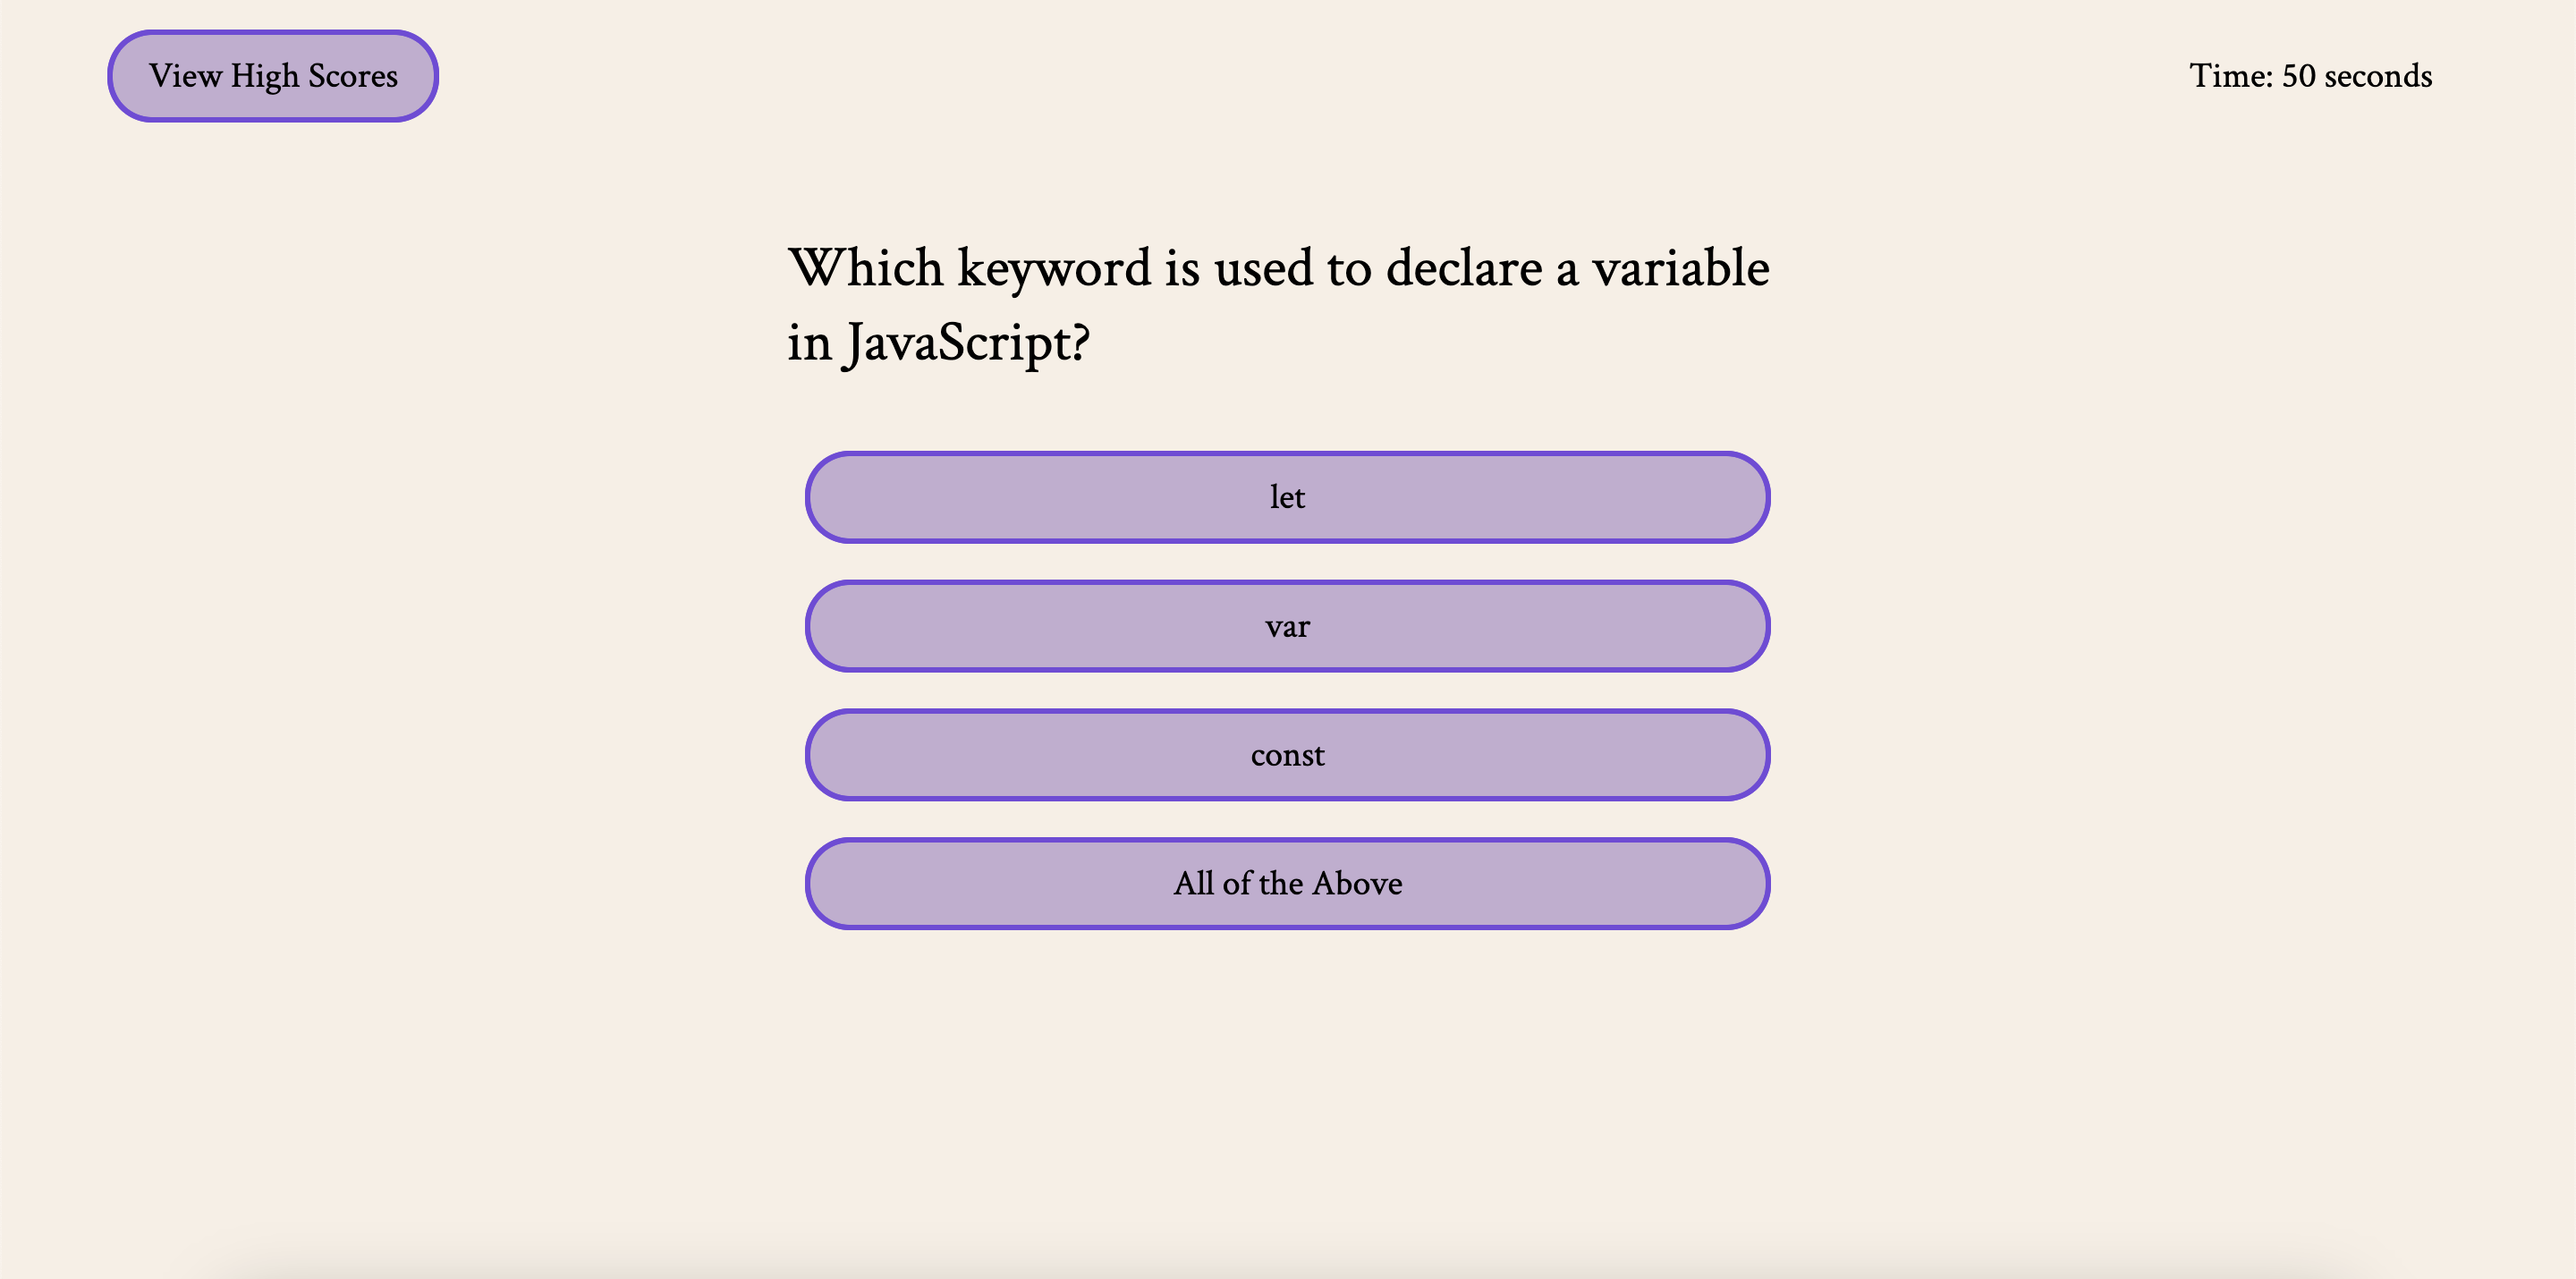 View High Scores
Time: 50 seconds
Which keyword is used to declare a variable
in JavaScript?
let
var
const
All of the Above